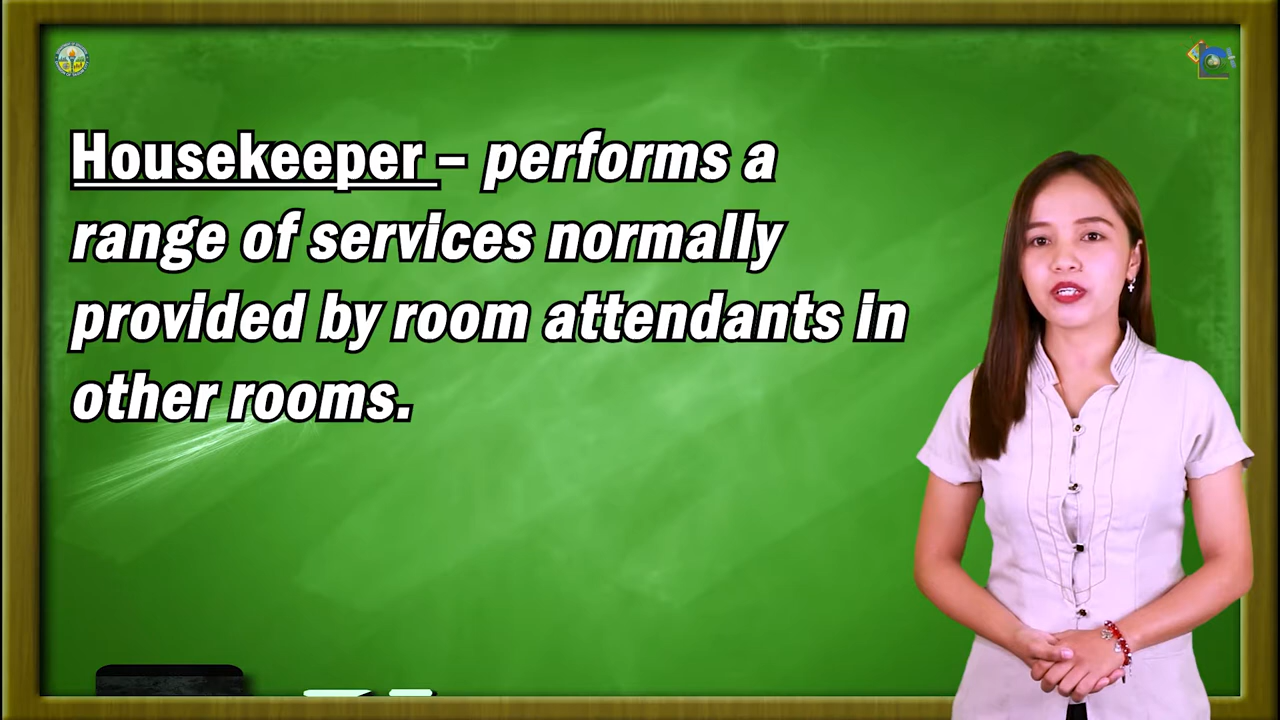 Housekeeper – performs a
range of services normally
provided by room attendants in
other rooms.